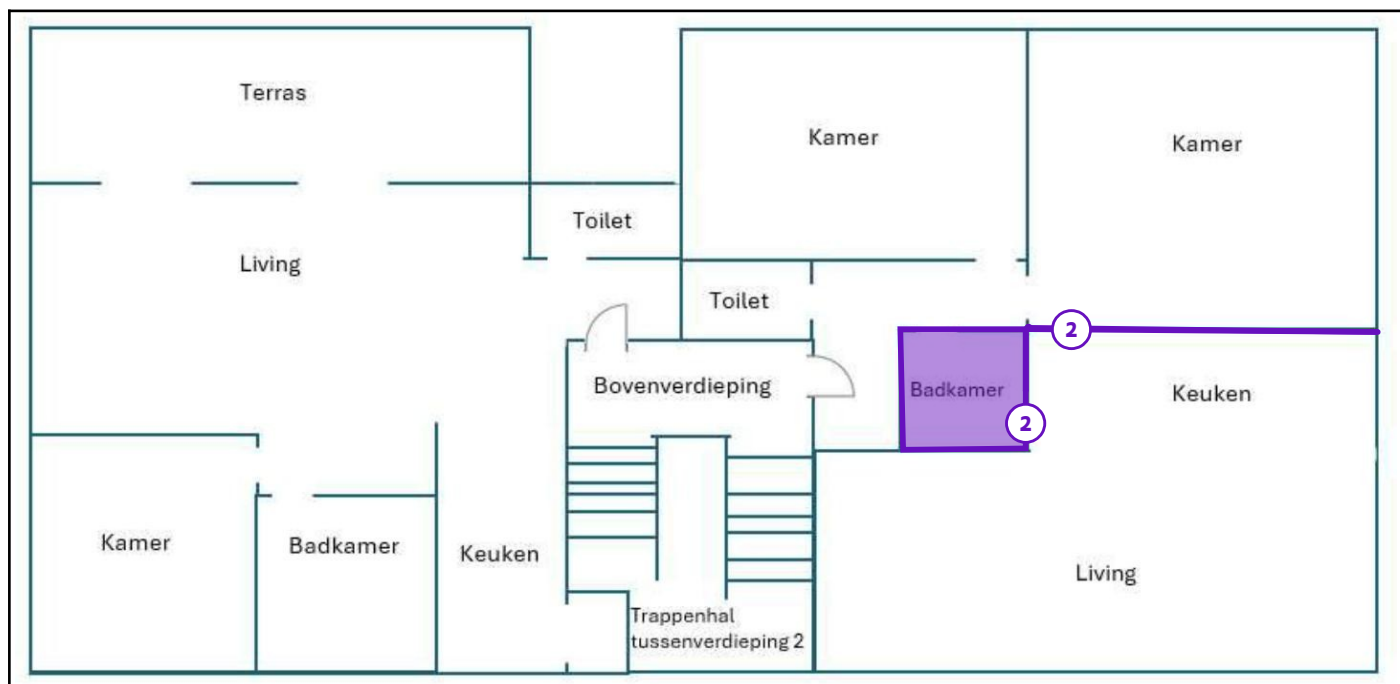 Terras
Kamer
Kamer
Toilet
Living
Toilet
2
Bovenverdieping
Badkamer
Keuken
2
Kamer
Badkamer
Keuken
Living
Trappenhal
tussenverdieping 2